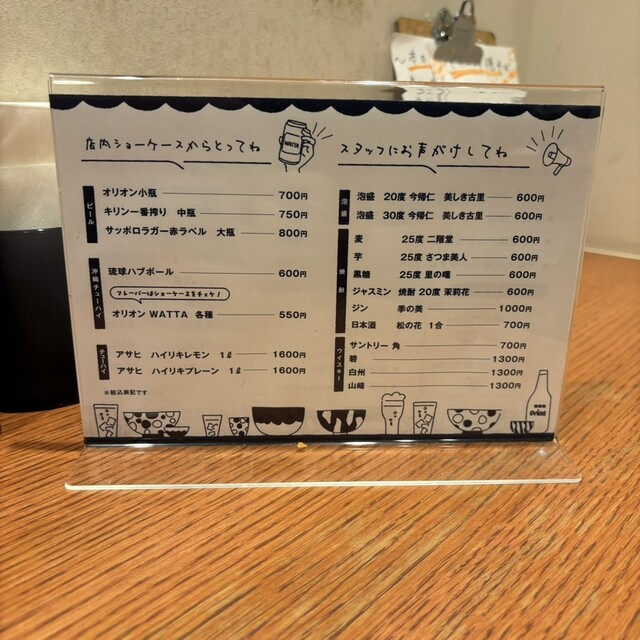 店内ショーケースからとってね
WATTA
ビール
オリオン小瓶 700円
キリン一番搾り 中瓶 750円
サッポロラガー赤ラベル 大瓶 800円
沖縄チューハイ
琉球ハブボール 600円
フレーバーはショーケースをチェケ!
オリオン WATTA 各種 550円
チューハイ
アサヒ ハイリキレモン 1ℓ 1600円
アサヒ ハイリキプレーン 1ℓ 1600円
※税込表記です
スタッフにお声がけしてね
泡盛
泡盛 20度 今帰仁 美しき古里 600円
泡盛 30度 今帰仁 美しき古里 600円
焼酎
麦 25度 二階堂 600円
芋 25度 さつま美人 600円
黒糖 25度 里の曙 600円
ジャスミン 焼酎 20度 茉莉花 600円
ジン 季の美 1000円
日本酒 松の花 1合 700円
ウイスキー
サントリー 角 700円
碧 1300円
白州 1300円
山崎 1300円